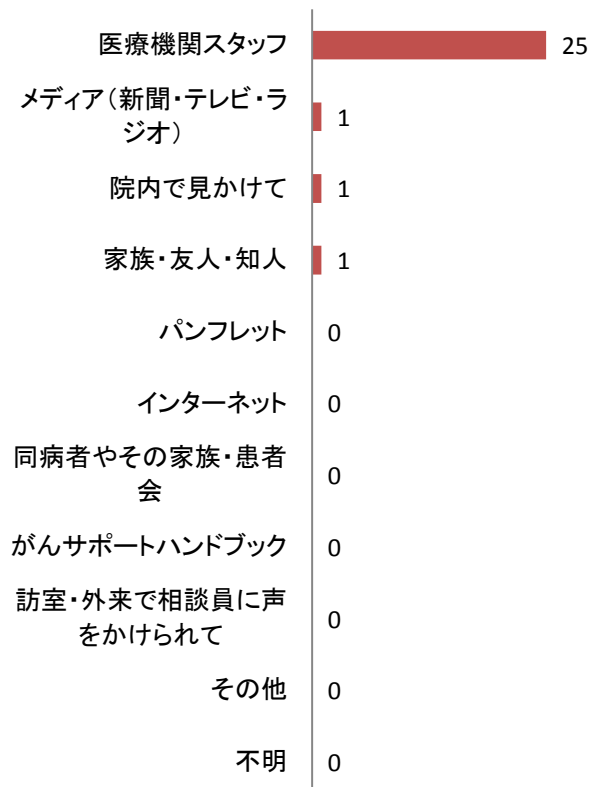 医療機関スタッフ 25
メディア（新聞・テレビ・ラ
ジオ） 1
院内で見かけて 1
家族・友人・知人 1
パンフレット 0
インターネット 0
同病者やその家族・患者
会 0
がんサポートハンドブック 0
訪室・外来で相談員に声
をかけられて 0
その他 0
不明 0